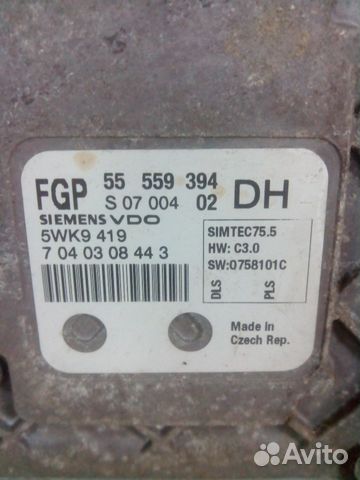 FGP 55 559 394 DH
S 07 004 02
SIEMENS VDO
5WK9 419
7 04 03 08 44 3
SIMTEC75.5
HW: C3.0
SW:Q758101C
DLS
PLS
Made in
Czech Rep.
Avito